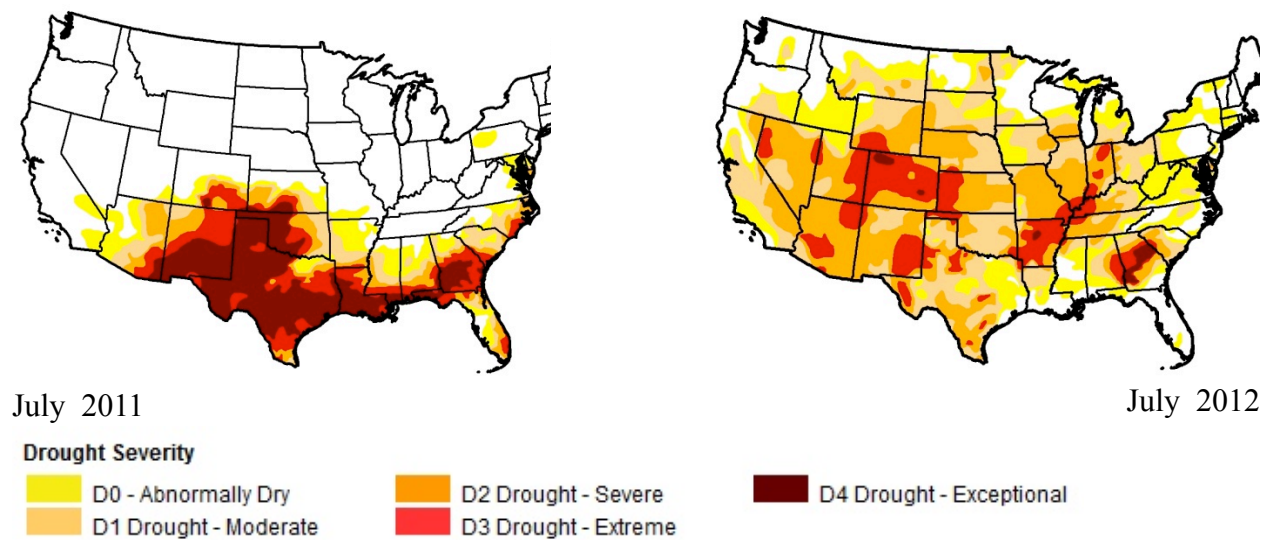 July 2011
July 2012
Drought Severity
D0 - Abnormally Dry
D2 Drought - Severe
D4 Drought - Exceptional
D1 Drought - Moderate
D3 Drought - Extreme